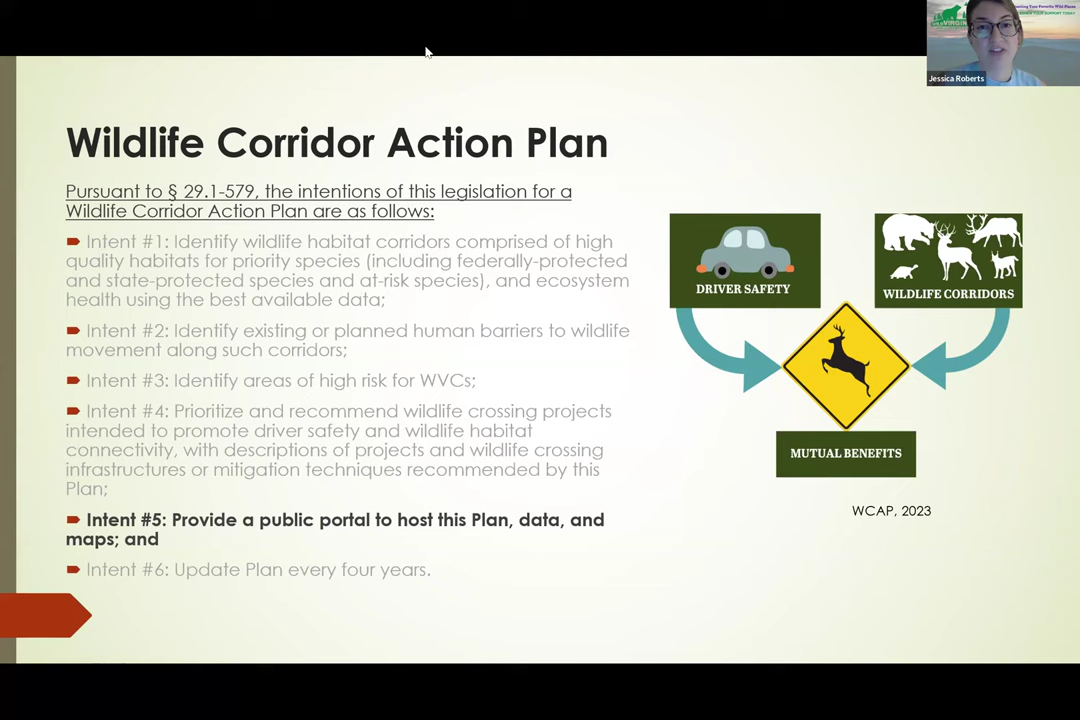 Wildlife Corridor Action Plan
Pursuant to § 29.1-579, the intentions of this legislation for a
Wildlife Corridor Action Plan are as follows:
Intent #1: Identify wildlife habitat corridors comprised of high
quality habitats for priority species (including federally-protected
and state-protected species and at-risk species), and ecosystem
health using the best available data;
Intent #2: Identify existing or planned human barriers to wildlife
movement along such corridors;
Intent #3: Identify areas of high risk for WVCs;
Intent #4: Prioritize and recommend wildlife crossing projects
intended to promote driver safety and wildlife habitat
connectivity, with descriptions of projects and wildlife crossing
infrastructures or mitigation techniques recommended by this
Plan;
Intent #5: Provide a public portal to host this Plan, data, and
maps; and
Intent #6: Update Plan every four years.
DRIVER SAFETY
WILDLIFE CORRIDORS
MUTUAL BENEFITS
WCAP, 2023
Your Favorite Wild Places
YOUR SUPPORT TODAY
Jessica Roberts